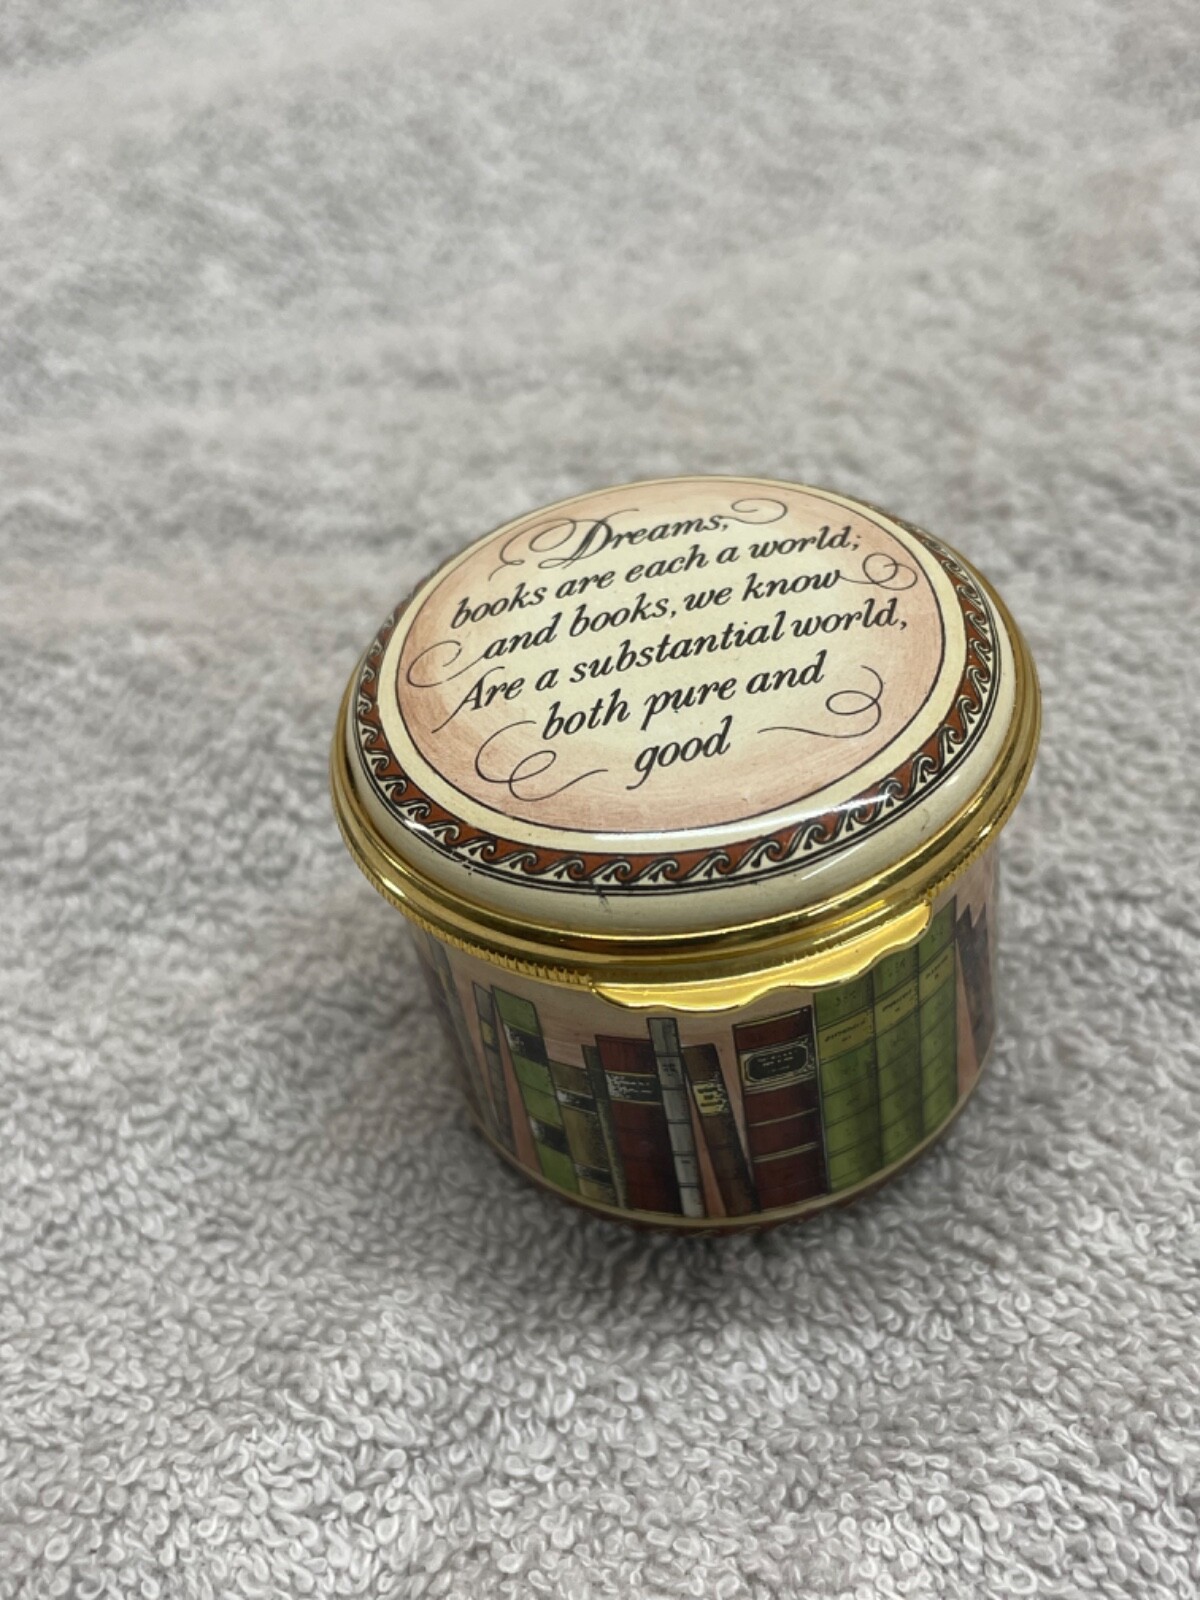 Dreams,
books are each a world;
and books, we know
Are a substantial world,
both pure and
good